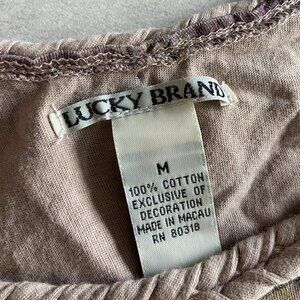 LUCKY BRAND
M
100% COTTON
EXCLUSIVE OF
DECORATION
MADE IN MACAU
RN 80318